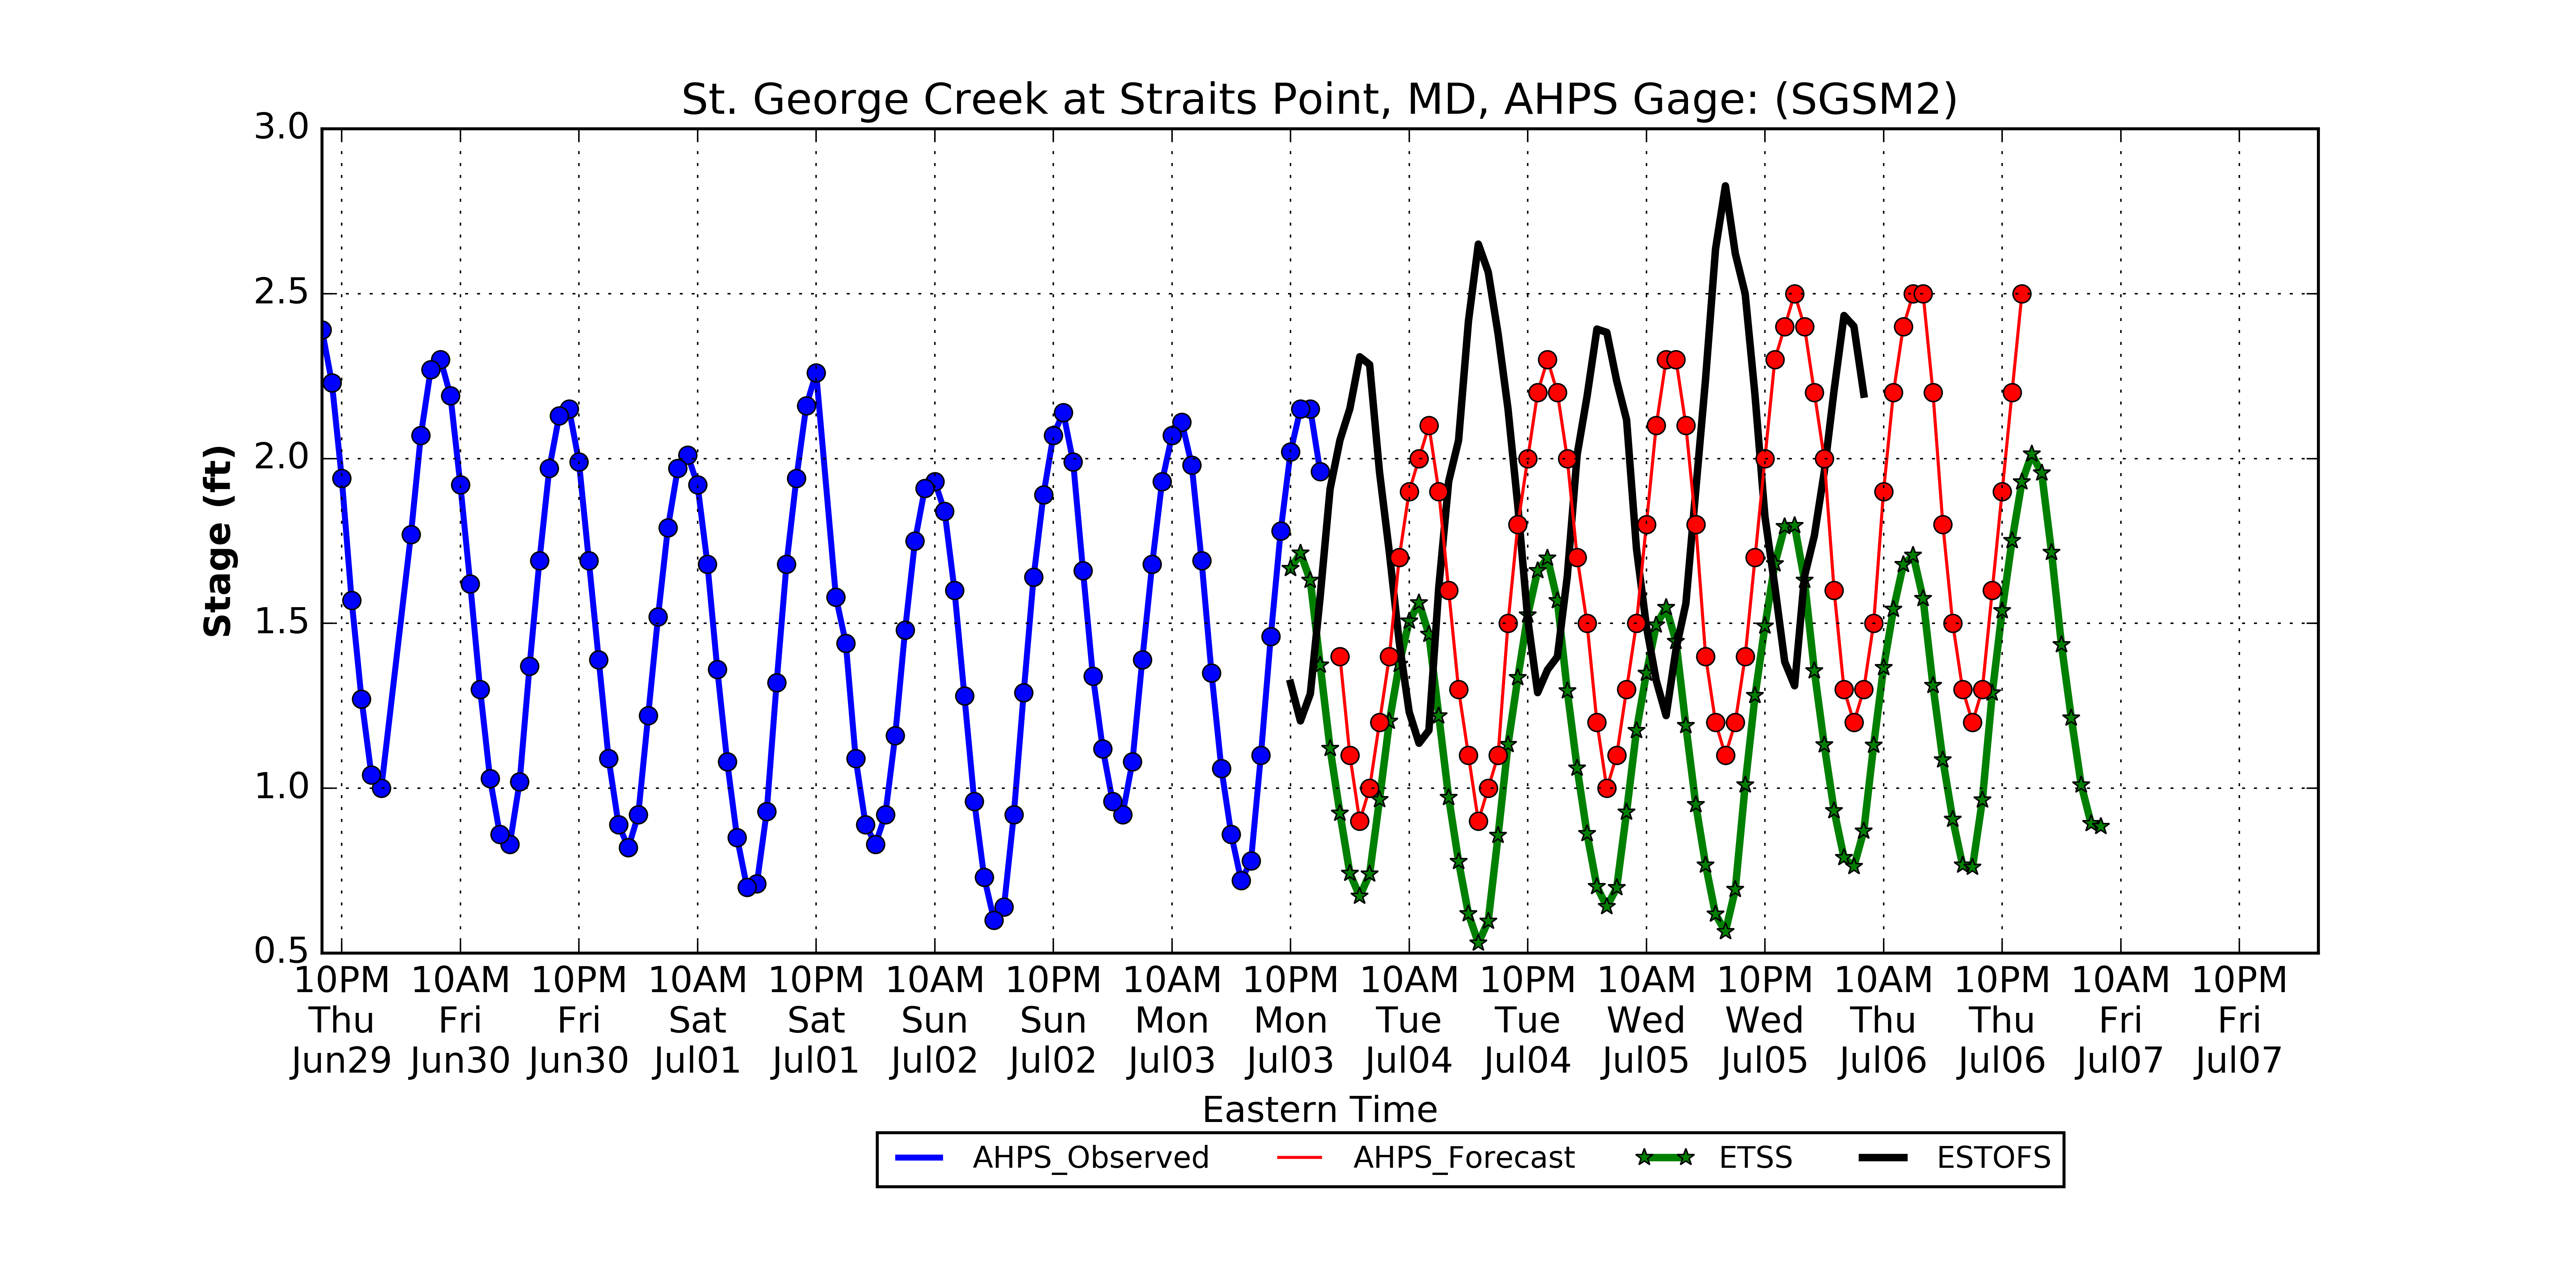 St. George Creek at Straits Point, MD, AHPS Gage: (SGSM2)
3.0
2.5
2.0
1.5
1.0
0.5
Stage (ft)
10PM 10AM 10PM 10AM 10PM 10AM 10PM 10AM 10PM 10AM 10PM 10AM 10PM 10AM 10PM 10AM 10PM
Thu Fri Fri Sat Sat Sun Sun Mon Mon Tue Tue Wed Wed Thu Thu Fri Fri
Jun29 Jun30 Jun30 Jul01 Jul01 Jul02 Jul02 Jul03 Jul03 Jul04 Jul04 Jul05 Jul05 Jul06 Jul06 Jul07 Jul07
Eastern Time
AHPS_Observed AHPS_Forecast ETSS ESTOFS